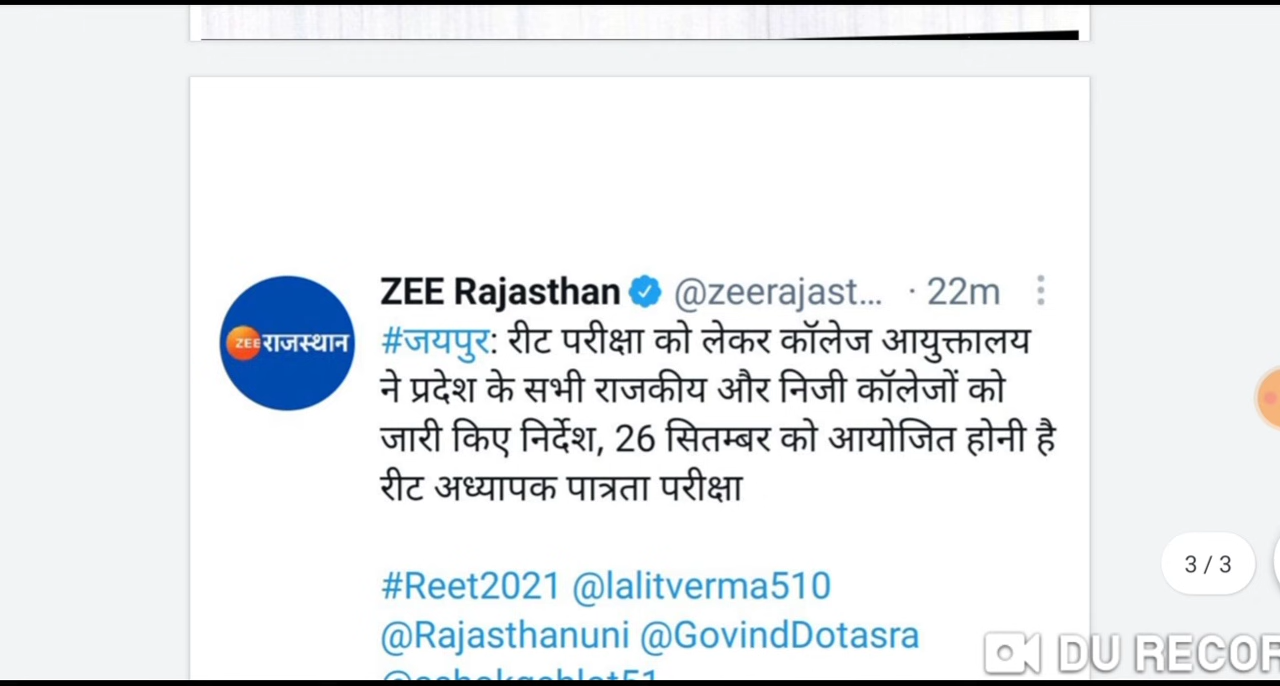 ZEE Rajasthan @zeerajast... · 22m
ZEE राजस्थान
#जयपुर: रीट परीक्षा को लेकर कॉलेज आयुक्तालय
ने प्रदेश के सभी राजकीय और निजी कॉलेजों को
जारी किए निर्देश, 26 सितम्बर को आयोजित होनी है
रीट अध्यापक पात्रता परीक्षा
#Reet2021 @lalitverma510
@Rajasthanuni @GovindDotasra
3 / 3
DU RECOR